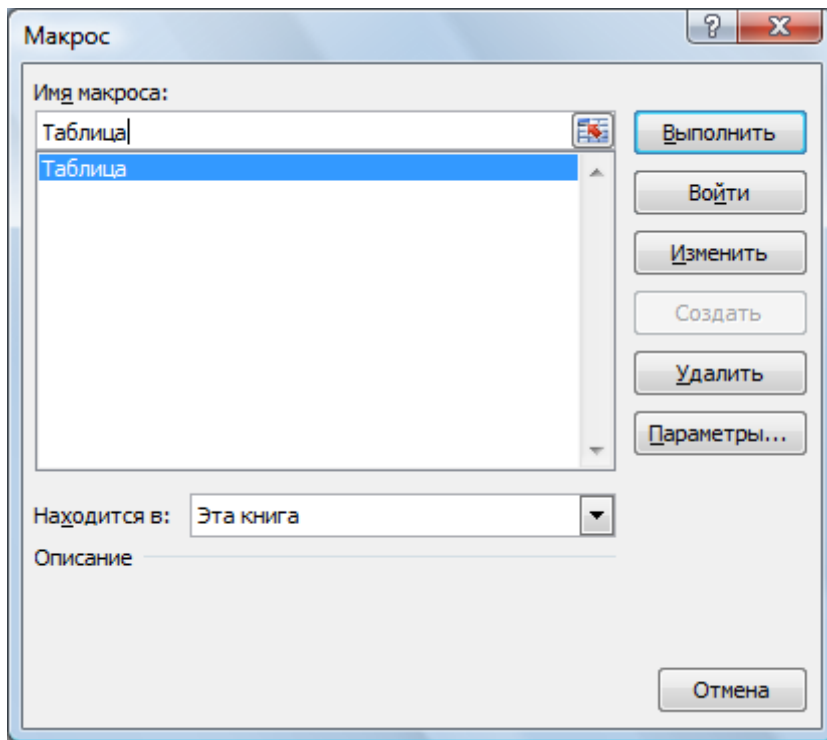 Макрос
Имя макроса:
Таблица
Таблица
Выполнить
Войти
Изменить
Создать
Удалить
Параметры...
Находится в: Эта книга
Описание
Отмена